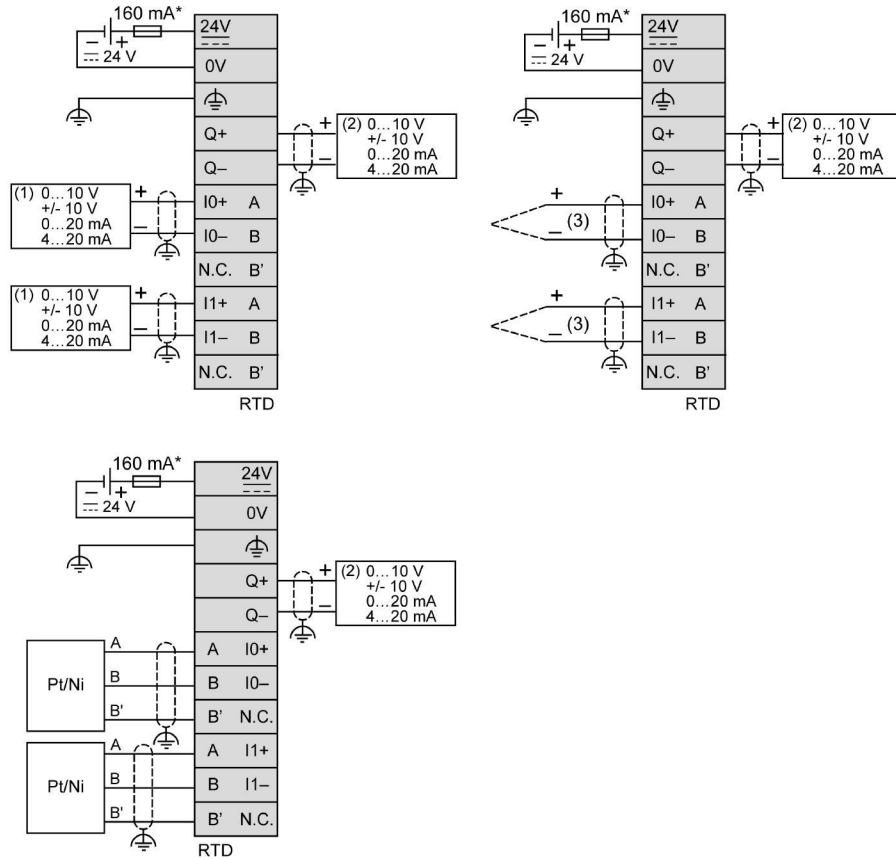 160 mA*
24V
– +
24 V
0V
Q+
+
(2) 0...10 V
+/- 10 V
0...20 mA
4...20 mA
Q–
–
(1) 0...10 V
+/- 10 V
0...20 mA
4...20 mA
+
–
I0+ A
I0– B
N.C. B'
(1) 0...10 V
+/- 10 V
0...20 mA
4...20 mA
+
–
I1+ A
I1– B
N.C. B'
RTD
160 mA*
24V
– +
24 V
0V
Q+
+
(2) 0...10 V
+/- 10 V
0...20 mA
4...20 mA
Q–
–
+
– (3)
I0+ A
I0– B
N.C. B'
+
– (3)
I1+ A
I1– B
N.C. B'
RTD
160 mA*
24V
– +
24 V
0V
Q+
+
(2) 0...10 V
+/- 10 V
0...20 mA
4...20 mA
Q–
–
Pt/Ni
A
B
B'
A I0+
B I0–
B' N.C.
Pt/Ni
A
B
B'
A I1+
B I1–
B' N.C.
RTD